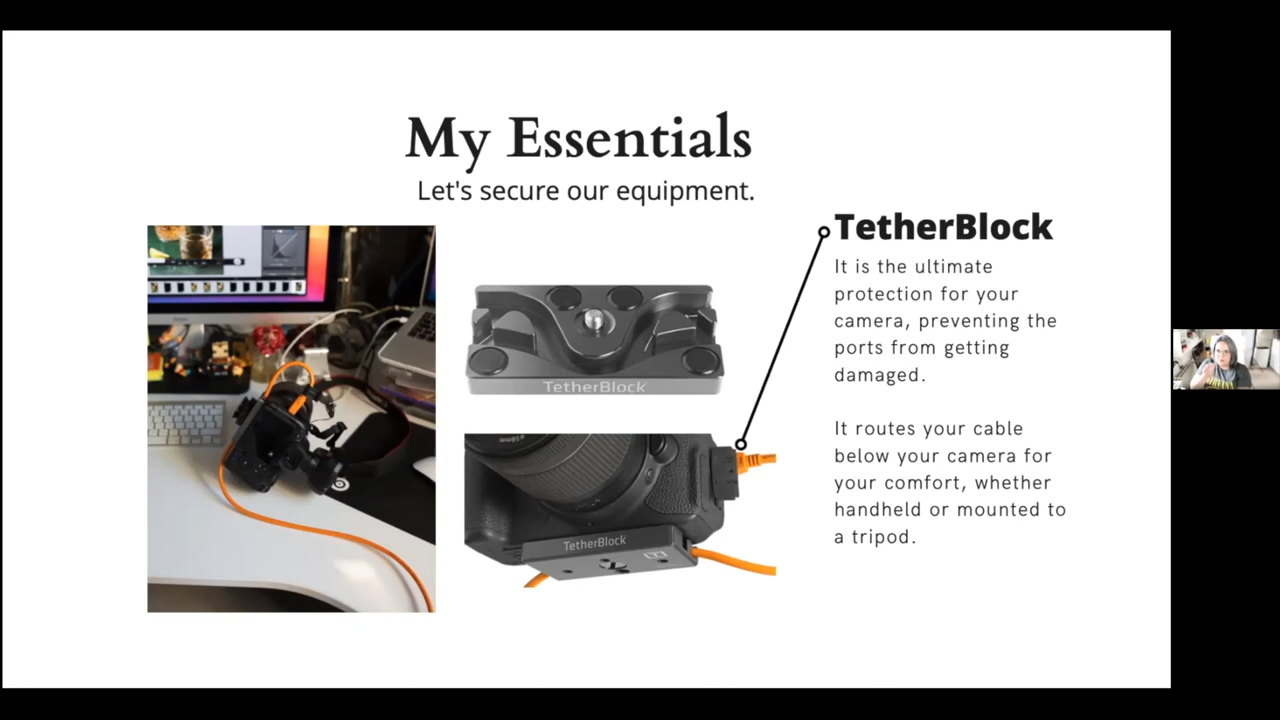 My Essentials
Let's secure our equipment.
TetherBlock
It is the ultimate
protection for your
camera, preventing the
ports from getting
damaged.
It routes your cable
below your camera for
your comfort, whether
handheld or mounted to
a tripod.
TetherBlock
TetherBlock